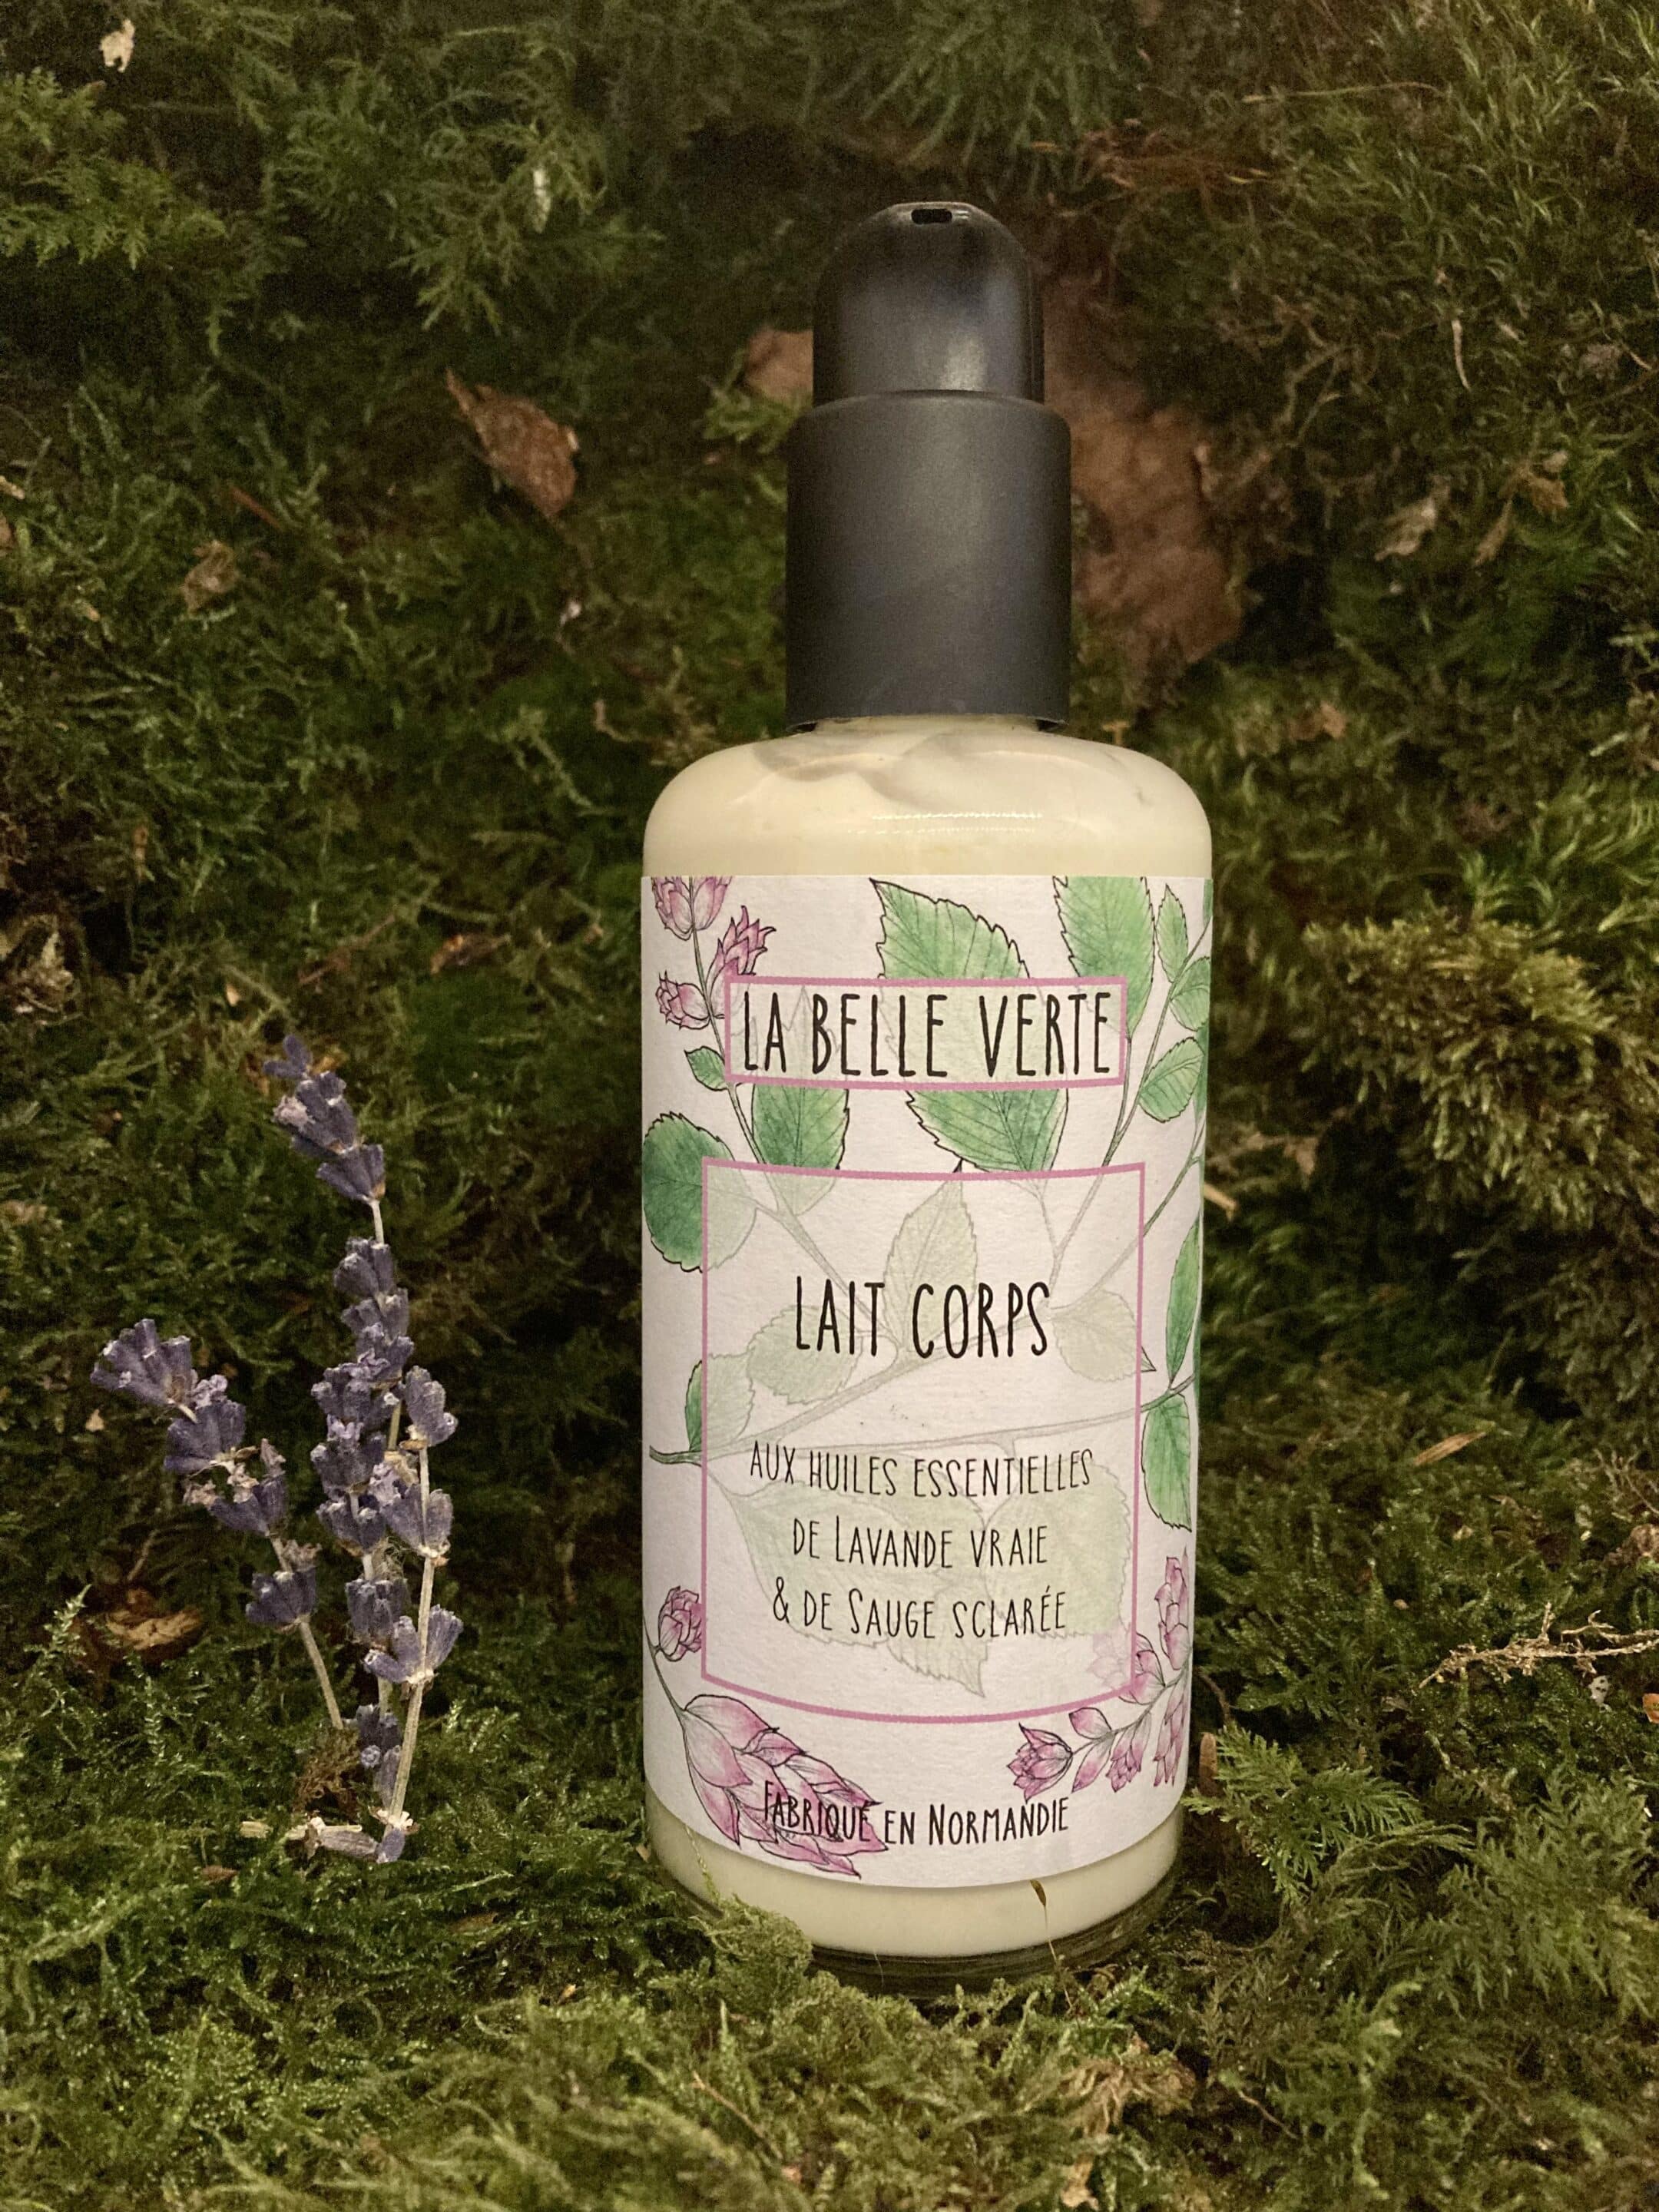 LA BELLE VERTE
LAIT CORPS
AUX HUILES ESSENTIELLES
DE LAVANDE VRAIE
& DE SAUGE SCLARÉE
FABRIQUÉ EN NORMANDIE